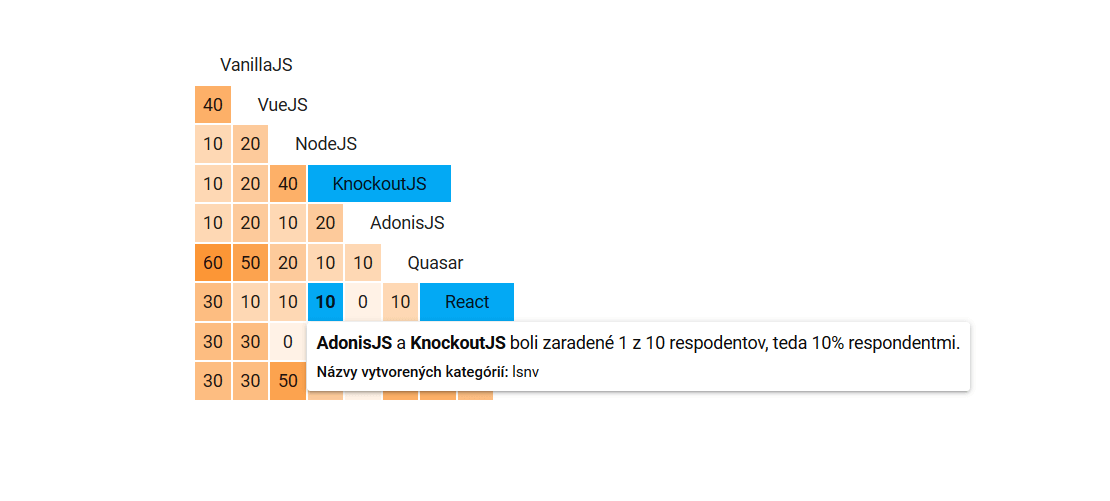 VanillaJS
40 VueJS
10 20 NodeJS
10 20 40 KnockoutJS
10 20 10 20 AdonisJS
60 50 20 10 10 Quasar
30 10 10 10 0 10 React
30 30 0
AdonisJS a KnockoutJS boli zaradené 1 z 10 respodentov, teda 10% respondentmi.
Názvy vytvorených kategórií: lsnv
30 30 50